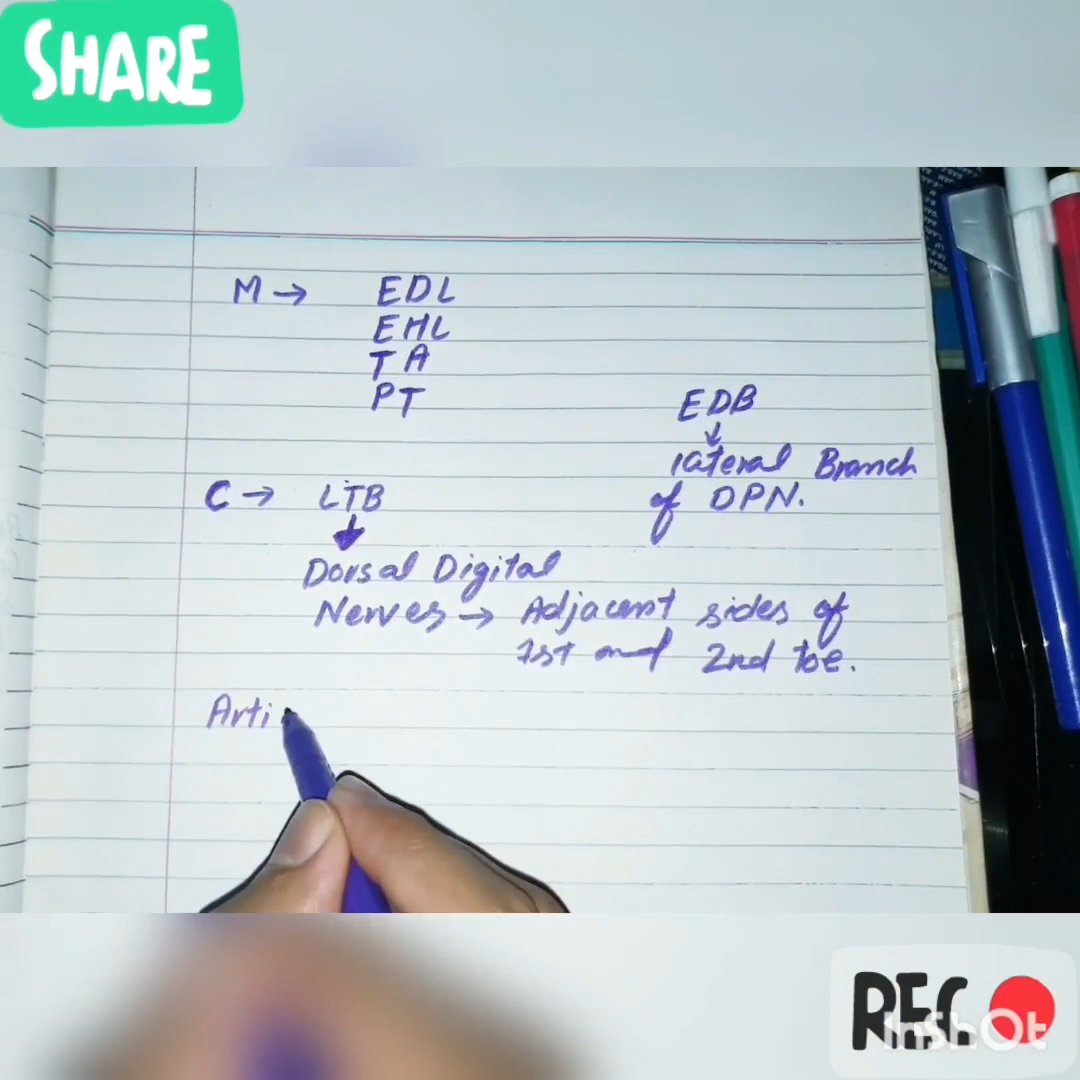 SHARE
M → EDL
EHL
TA
PT
EDB
↓
lateral Branch
of DPN.
C → LTB
↓
Dorsal Digital
Nerves → Adjacent sides of
1st and 2nd toe.
Arti
REC
InShOt